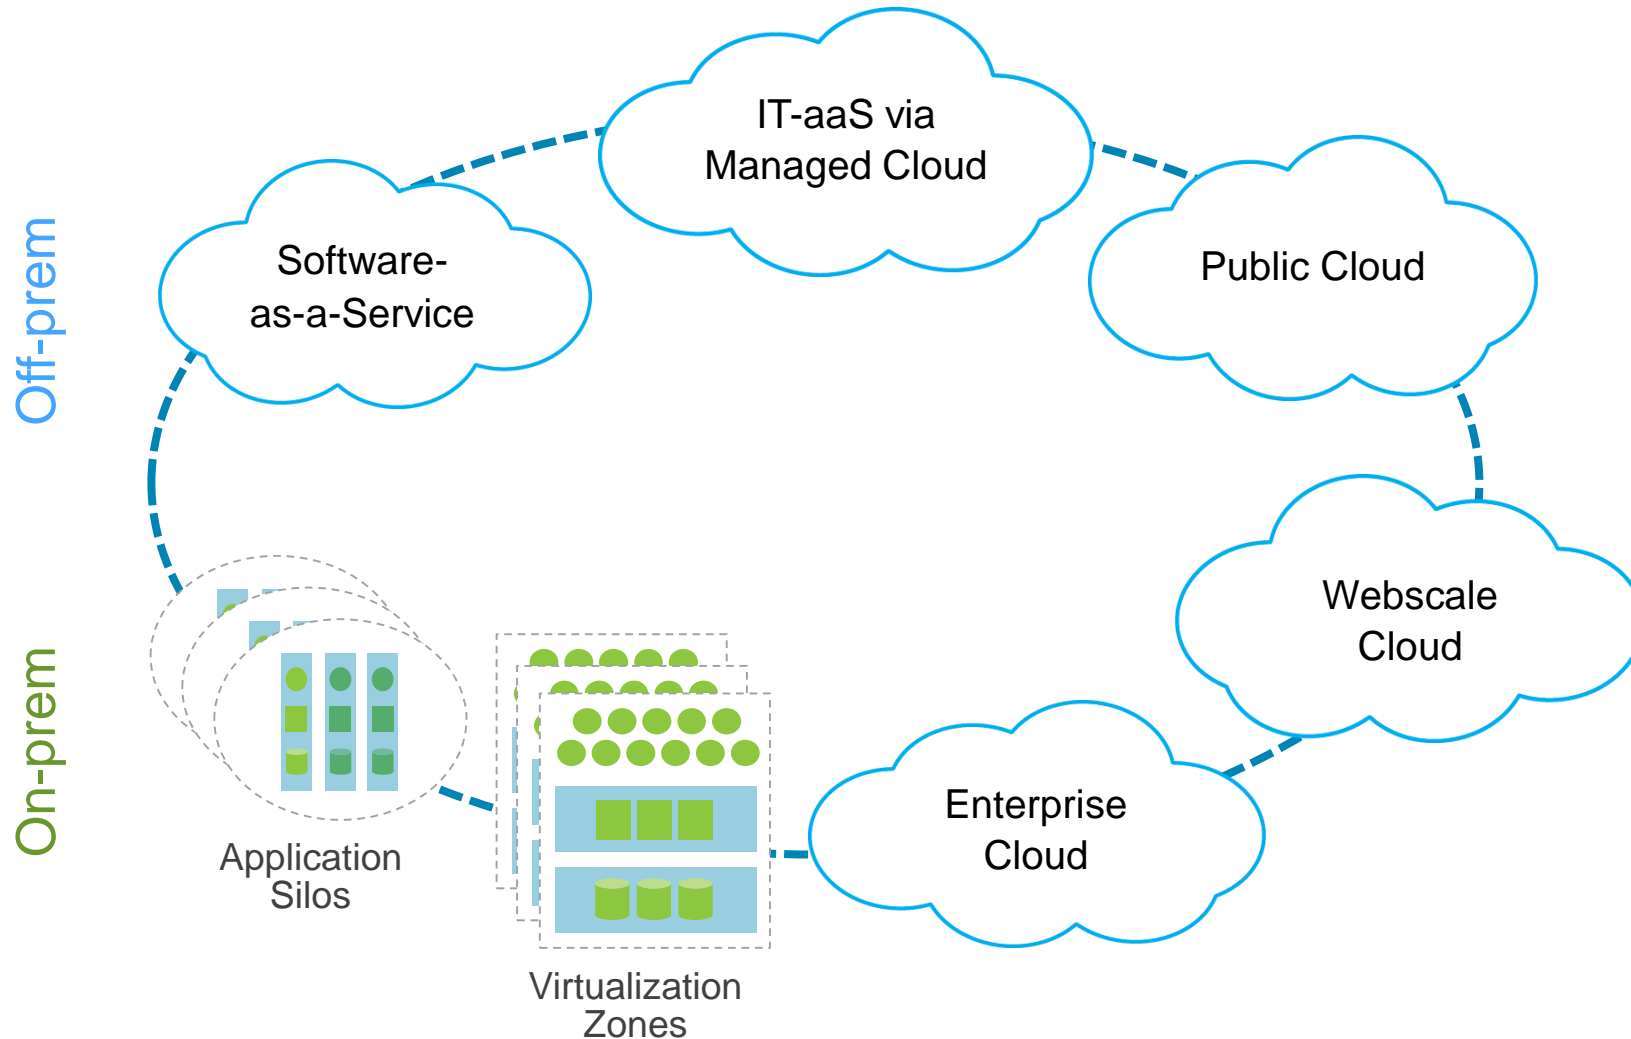 IT-aaS via
Managed Cloud
Software-
as-a-Service
Public Cloud
Off-prem
Webscale
Cloud
On-prem
Enterprise
Cloud
Application
Silos
Virtualization
Zones